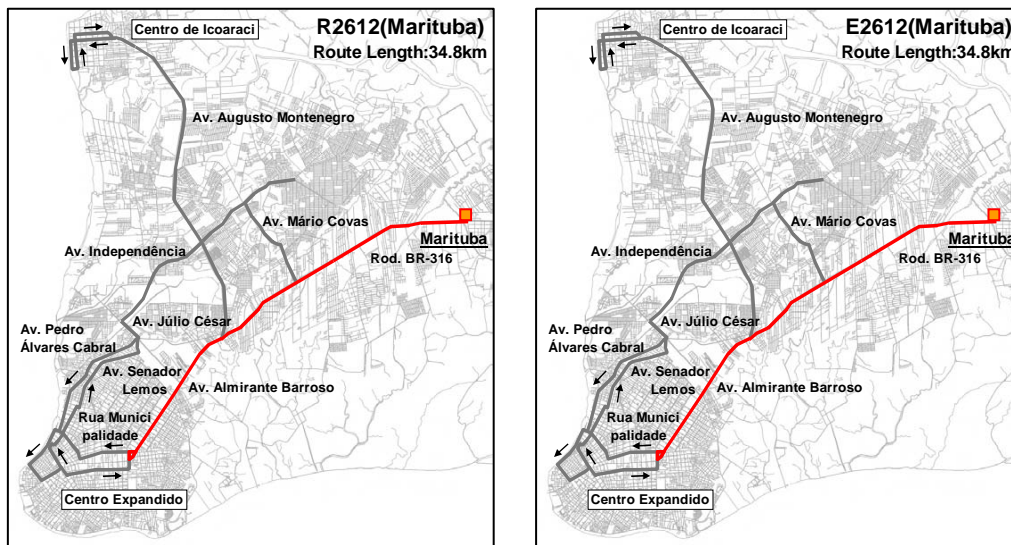 Centro de Icoaraci
R2612(Marituba)
Route Length:34.8km
Av. Augusto Montenegro
Av. Mário Covas
Av. Independência
Marituba
Rod. BR-316
Av. Pedro
Álvares Cabral
Av. Júlio César
Av. Senador
Lemos
Av. Almirante Barroso
Rua Munici
palidade
Centro Expandido
Centro de Icoaraci
E2612(Marituba)
Route Length:34.8km
Av. Augusto Montenegro
Av. Mário Covas
Av. Independência
Marituba
Rod. BR-316
Av. Pedro
Álvares Cabral
Av. Júlio César
Av. Senador
Lemos
Av. Almirante Barroso
Rua Munici
palidade
Centro Expandido